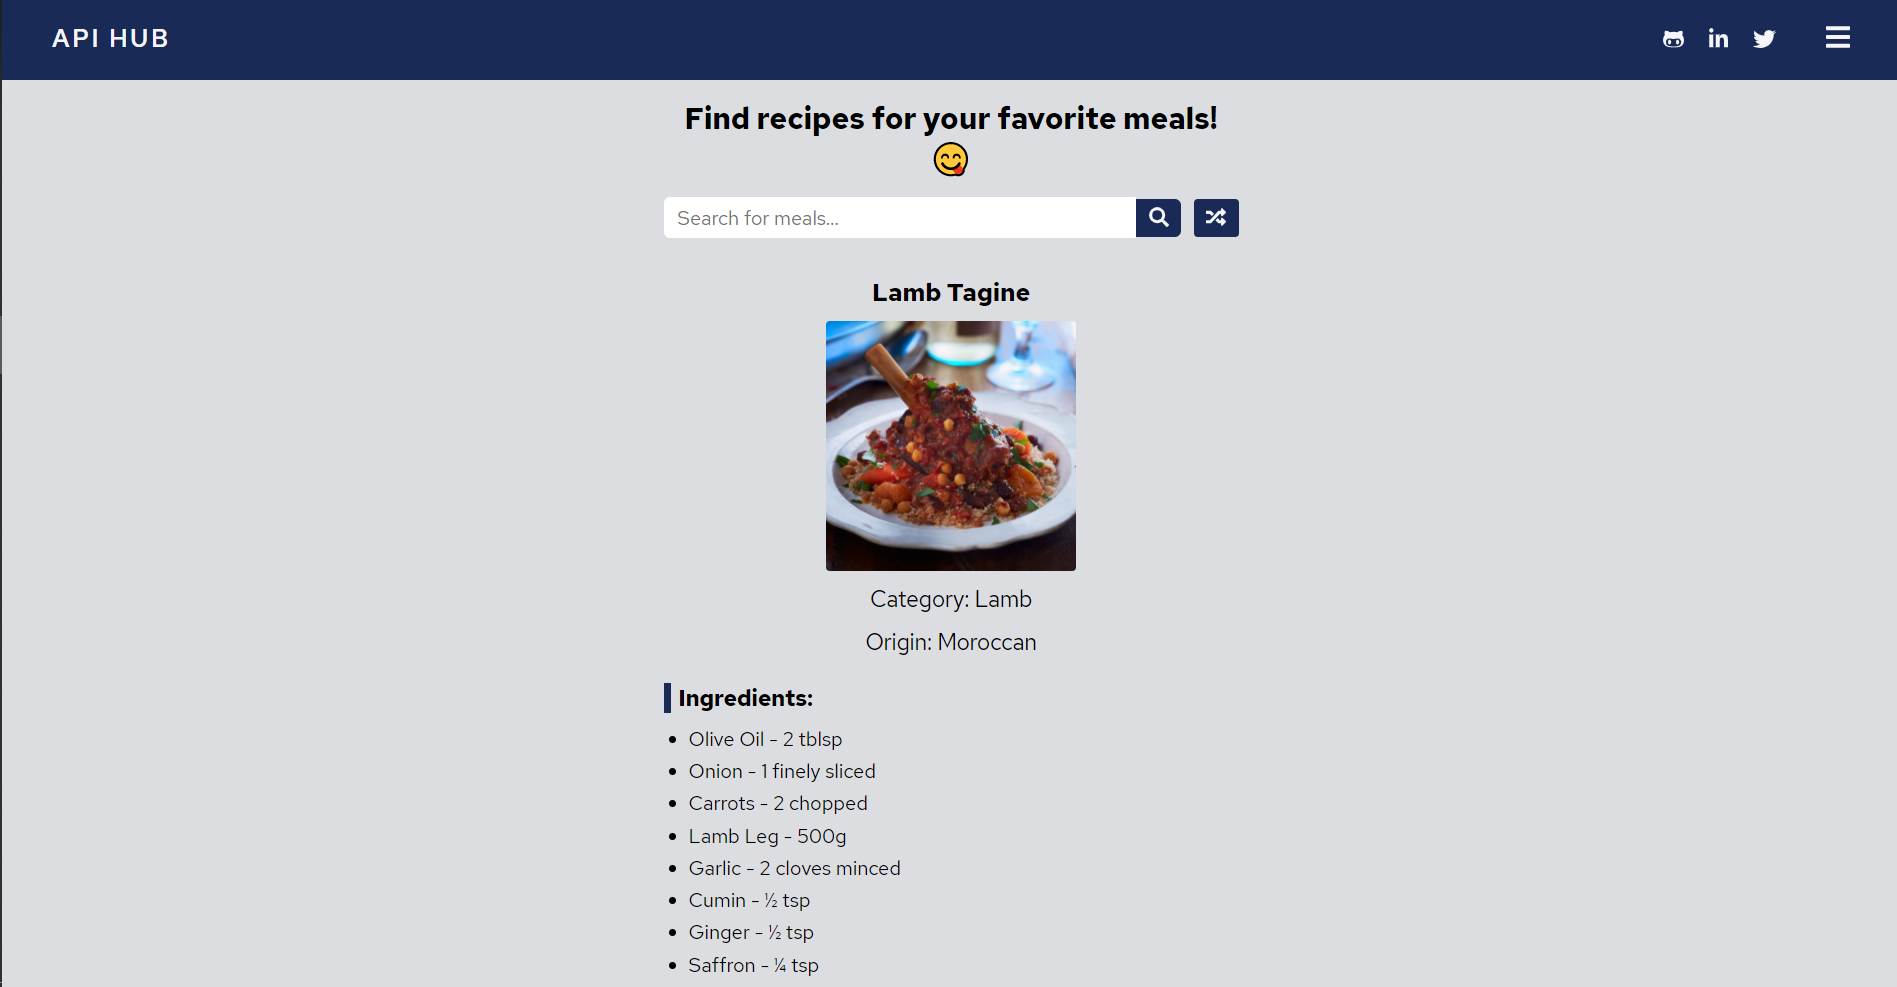 API HUB
Find recipes for your favorite meals!
😋
Search for meals...
Lamb Tagine
Category: Lamb
Origin: Moroccan
Ingredients:
• Olive Oil - 2 tblsp
• Onion - 1 finely sliced
• Carrots - 2 chopped
• Lamb Leg - 500g
• Garlic - 2 cloves minced
• Cumin - ½ tsp
• Ginger - ½ tsp
• Saffron - ¼ tsp